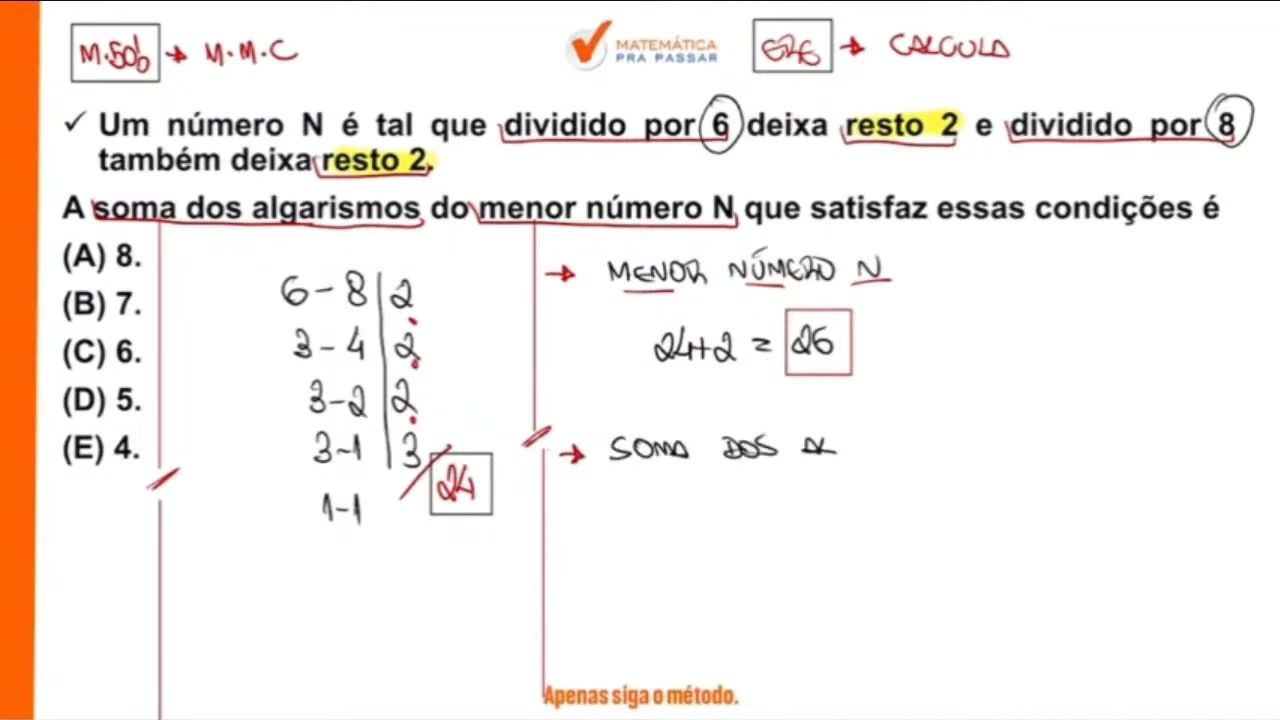 M.50% → M.M.C
MATEMÁTICA
PRA PASSAR
→ CALCULA
✓ Um número N é tal que dividido por 6 deixa resto 2 e dividido por 8
também deixa resto 2.
A soma dos algarismos do menor número N que satisfaz essas condições é
(A) 8.
(B) 7.
(C) 6.
(D) 5.
(E) 4.
6 - 8 | 2
3 - 4 | 2
3 - 2 | 2
3 - 1 | 3
24
1 - 1
→ MENOR NÚMERO N
24+2 = 26
→ SOMA DOS AL
Apenas siga o método.